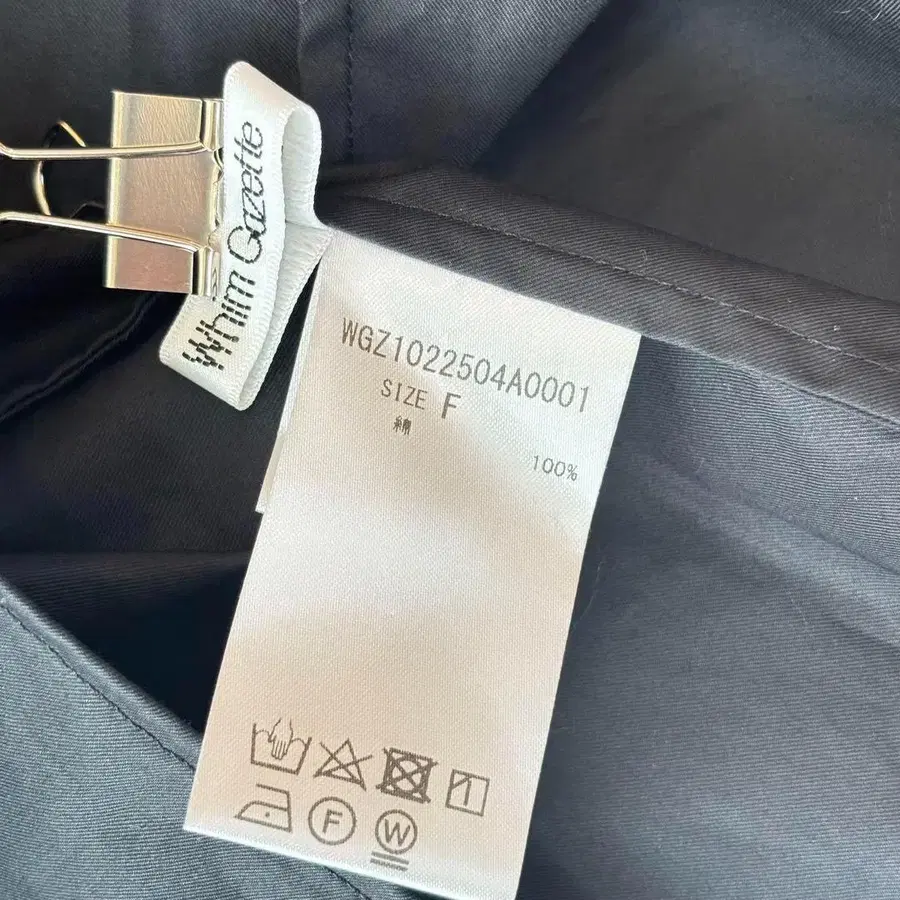 Whim Gazette
WGZ1022504A0001
SIZE F
綿
100%
F
W